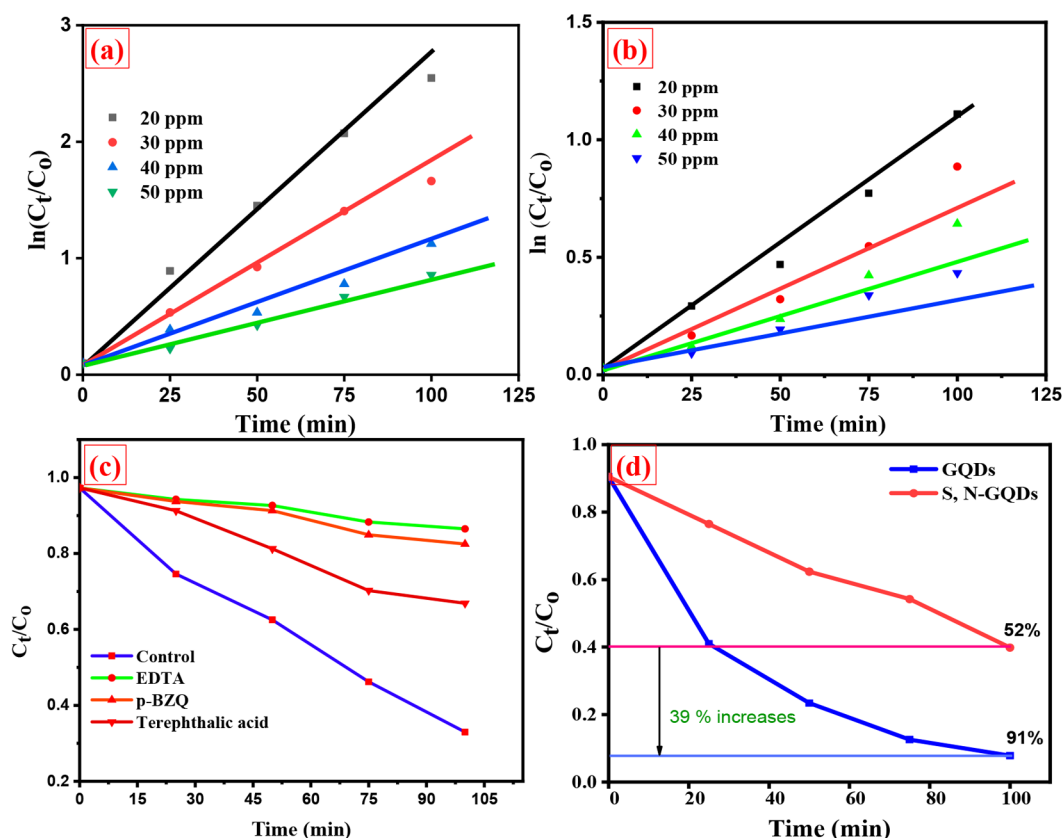 (a)
3
2
1
0
ln(Ct/Co)
20 ppm
30 ppm
40 ppm
50 ppm
0 25 50 75 100 125
Time (min)
(b)
1.5
1.0
0.5
0.0
ln (Ct/Co)
20 ppm
30 ppm
40 ppm
50 ppm
0 25 50 75 100 125
Time (min)
(c)
1.0
0.8
0.6
0.4
0.2
Ct/Co
Control
EDTA
p-BZQ
Terephthalic acid
0 15 30 45 60 75 90 105
Time (min)
(d)
1.0
0.8
0.6
0.4
0.2
0.0
Ct/Co
GQDs
S, N-GQDs
52%
39 % increases
91%
0 20 40 60 80 100
Time (min)